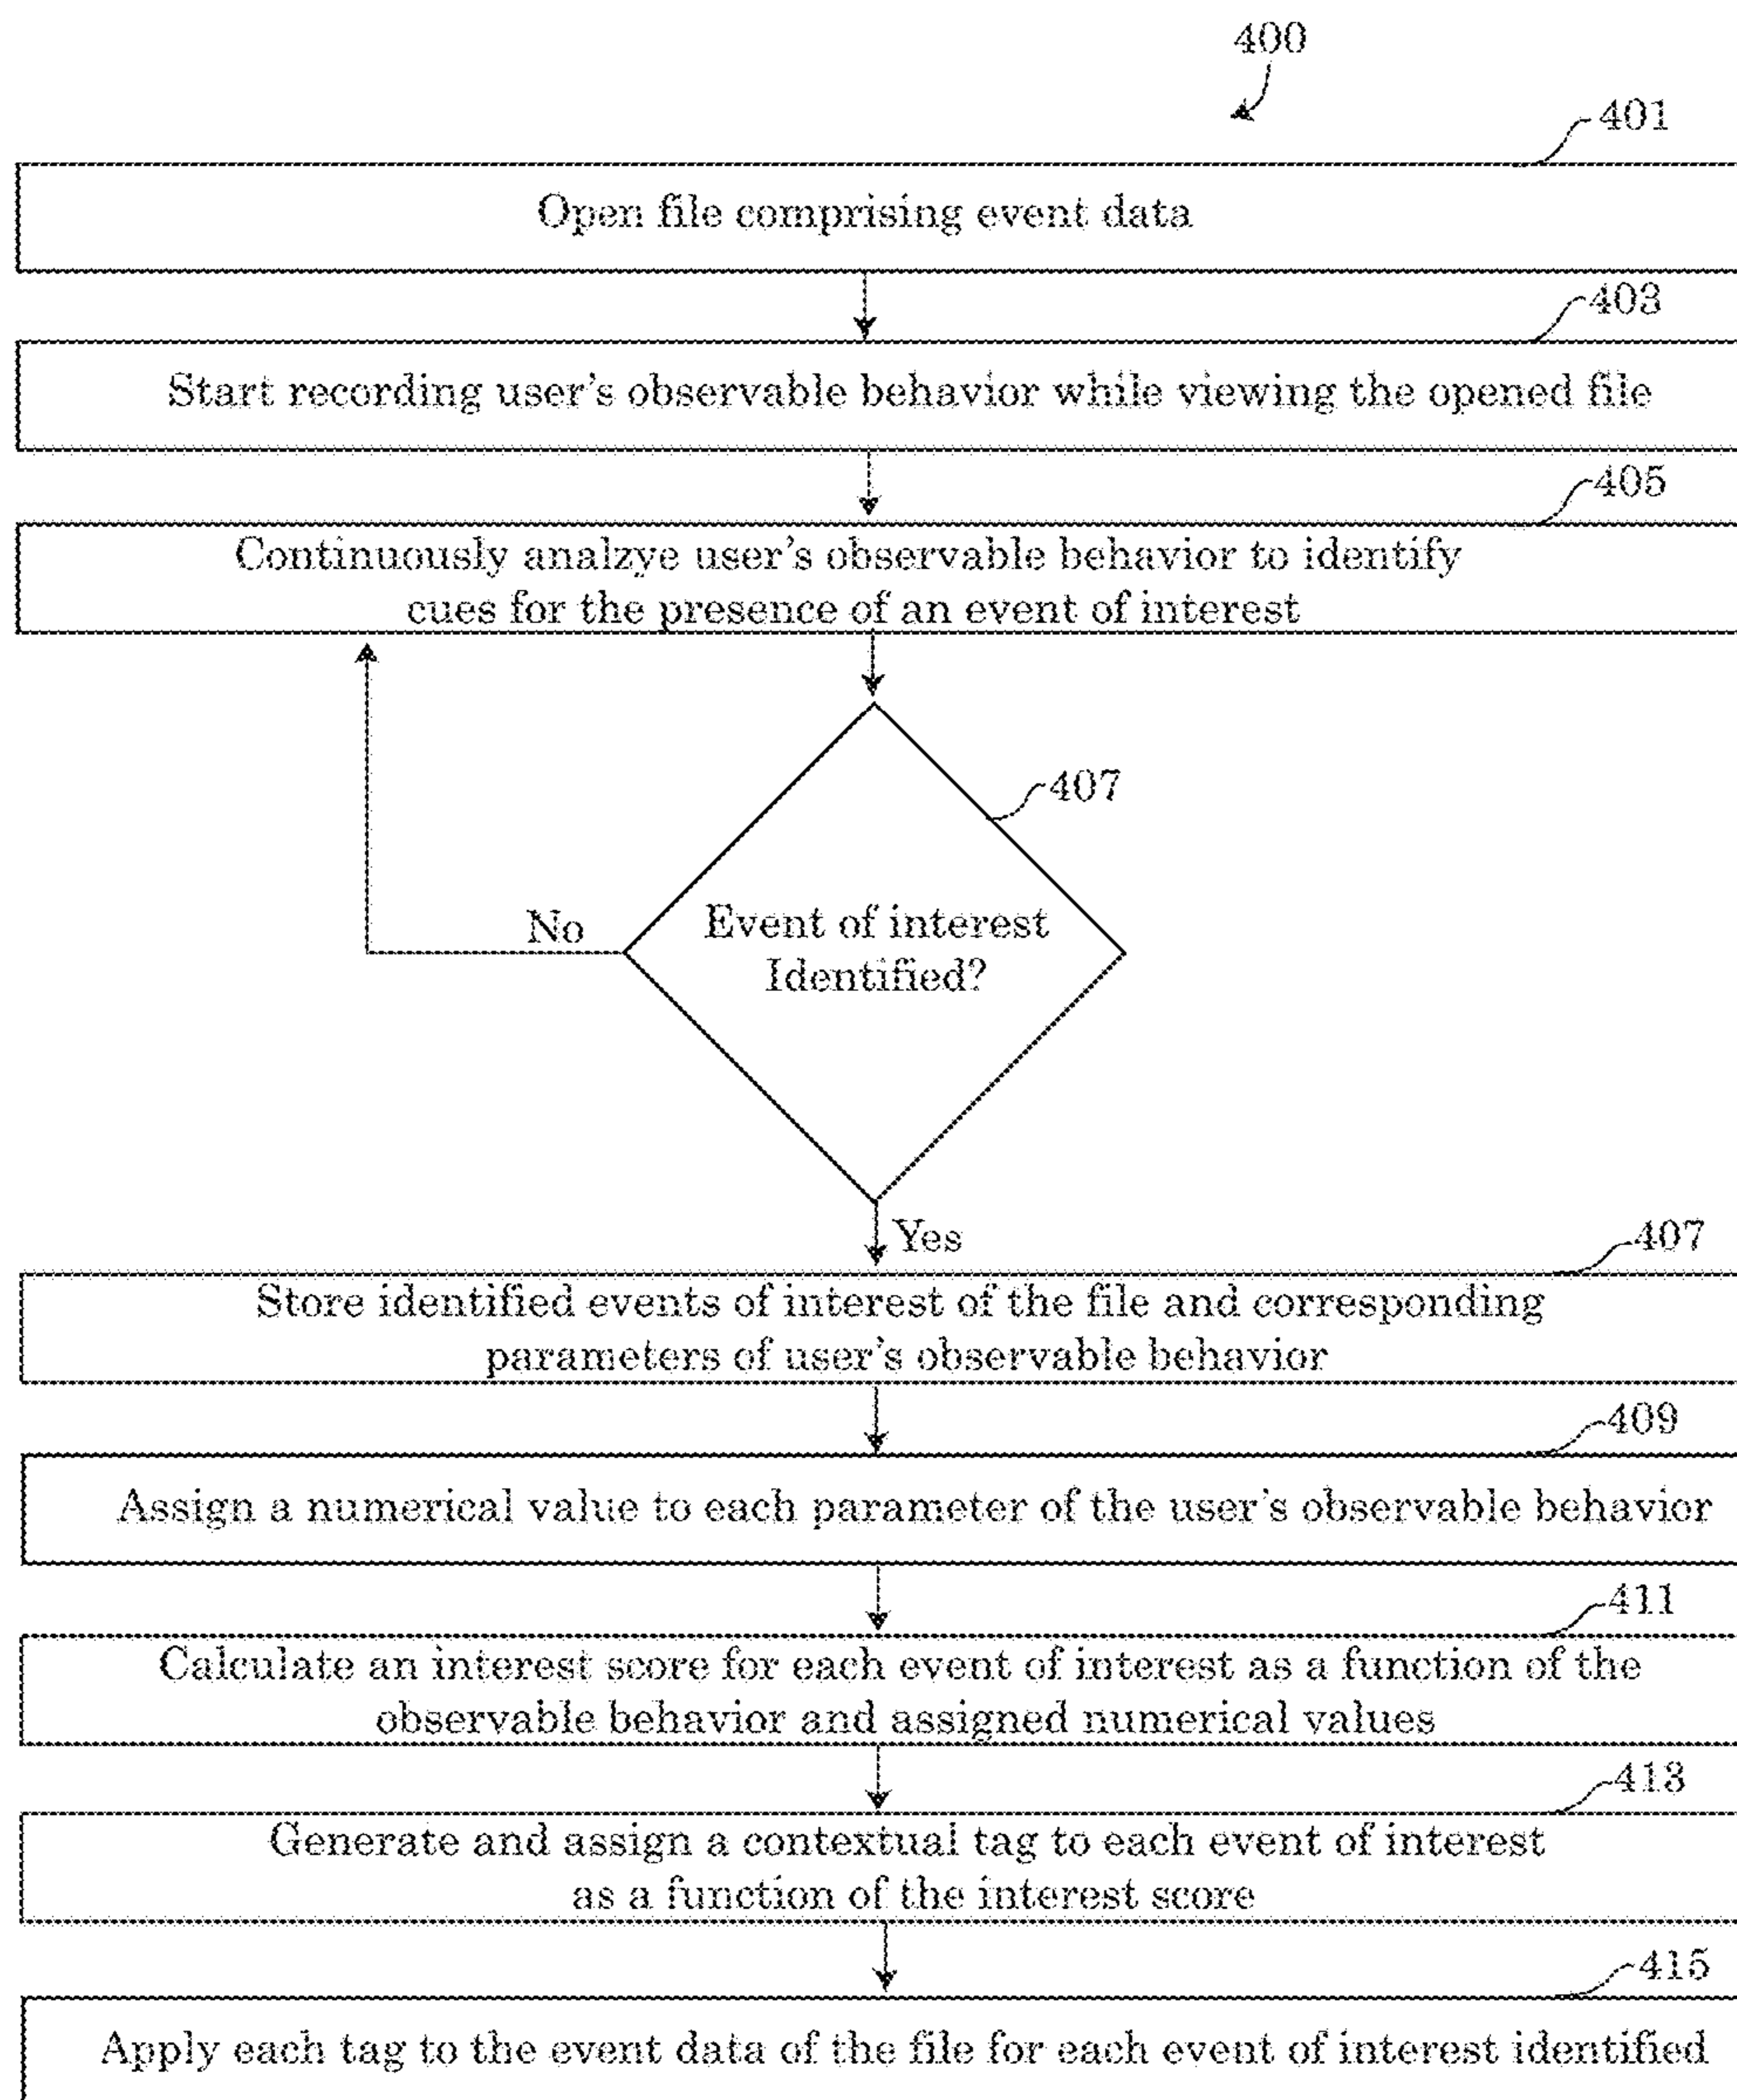 400
401
Open file comprising event data
403
Start recording user's observable behavior while viewing the opened file
405
Continuously analzye user's observable behavior to identify
cues for the presence of an event of interest
407
No
Event of interest
Identified?
Yes
407
Store identified events of interest of the file and corresponding
parameters of user's observable behavior
409
Assign a numerical value to each parameter of the user's observable behavior
411
Calculate an interest score for each event of interest as a function of the
observable behavior and assigned numerical values
413
Generate and assign a contextual tag to each event of interest
as a function of the interest score
415
Apply each tag to the event data of the file for each event of interest identified